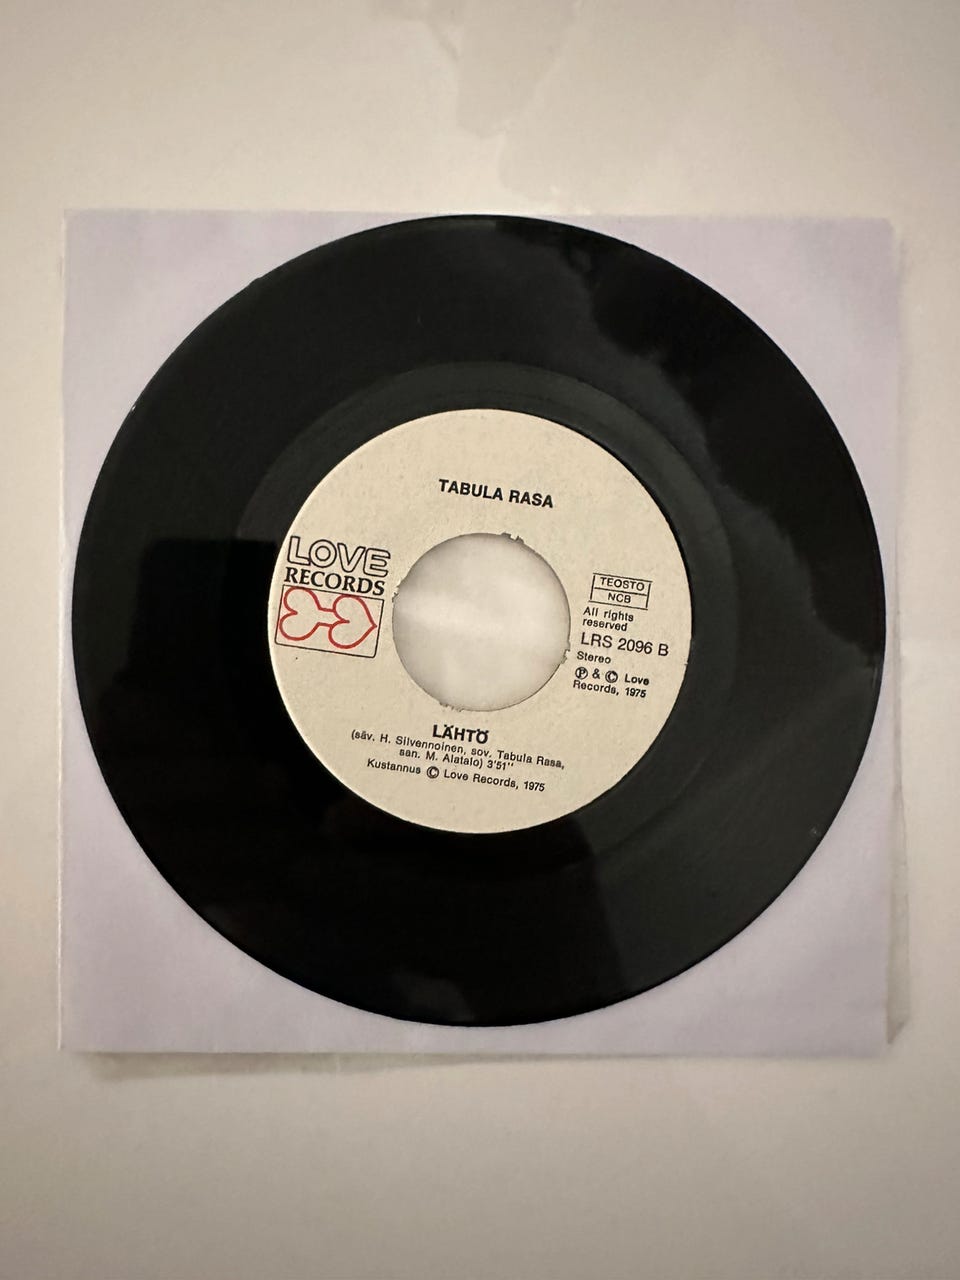 TABULA RASA
LOVE
RECORDS
TEOSTO
NCB
All rights
reserved
LRS 2096 B
Stereo
Ⓟ & © Love
Records, 1975
LÄHTÖ
(säv. H. Silvennoinen, sov. Tabula Rasa,
san. M. Alatalo) 3'51''
Kustannus © Love Records, 1975